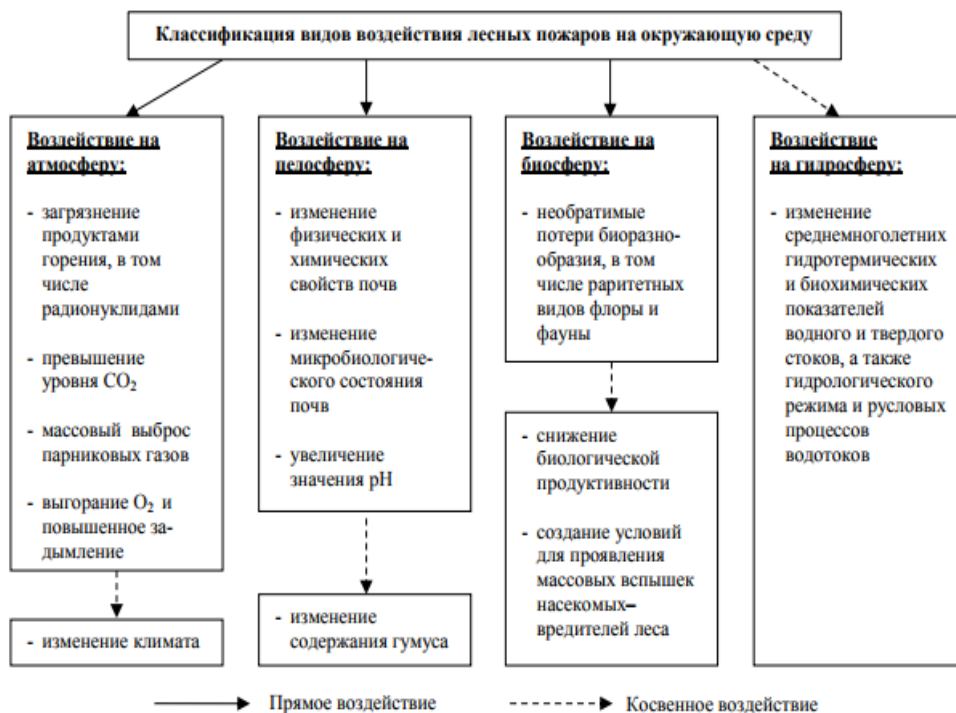 Классификация видов воздействия лесных пожаров на окружающую среду
Воздействие на
атмосферу:
- загрязнение
продуктами
горения, в том
числе
радионуклидами
- превышение
уровня CO₂
- массовый выброс
парниковых газов
- выгорание O₂ и
повышенное за-
дымление
- изменение климата
Воздействие на
педосферу:
- изменение
физических и
химических
свойств почв
- изменение
микробиологиче-
ского состояния
почв
- увеличение
значения pH
- изменение
содержания гумуса
Воздействие на
биосферу:
- необратимые
потери биоразно-
образия, в том
числе раритетных
видов флоры и
фауны
- снижение
биологической
продуктивности
- создание условий
для проявления
массовых вспышек
насекомых–
вредителей леса
Воздействие
на гидросферу:
- изменение
среднемноголетних
гидротермических
и биохимических
показателей
водного и твердого
стоков, а также
гидрологического
режима и русловых
процессов
водотоков
Прямое воздействие
Косвенное воздействие